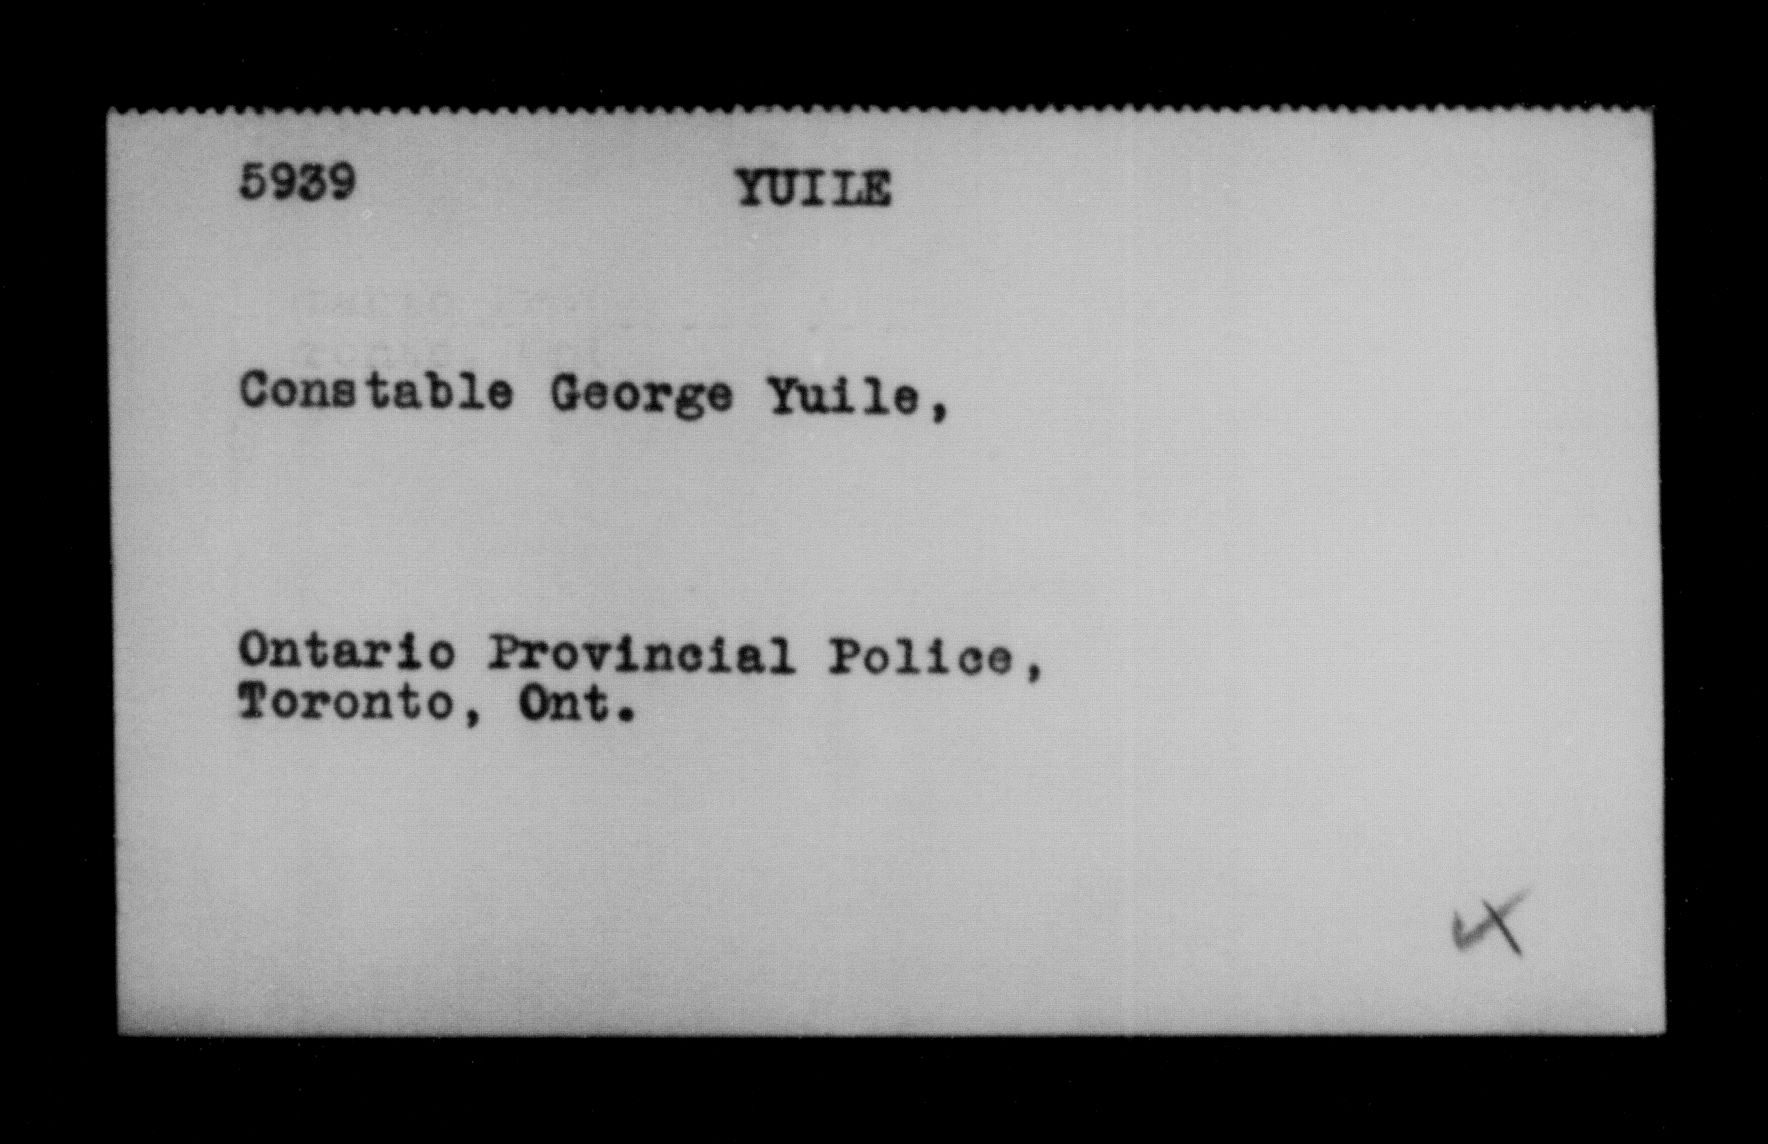 5939 YUILE
Constable George Yuile,
Ontario Provincial Police,
Toronto, Ont.